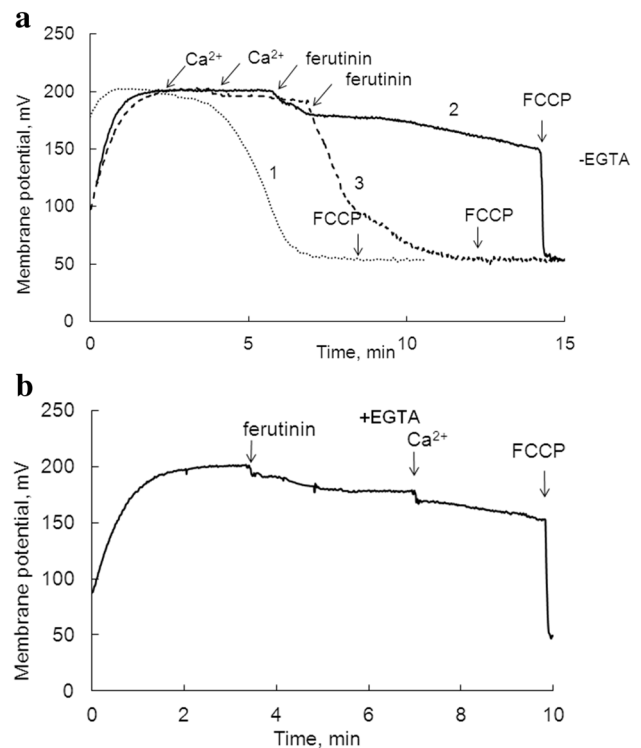 a
Membrane potential, mV
250
200
150
100
50
0
Ca²⁺
Ca²⁺
ferutinin
ferutinin
FCCP
2
-EGTA
1
3
FCCP
FCCP
0
5
10
15
Time, min
b
Membrane potential, mV
250
200
150
100
50
0
ferutinin
+EGTA
Ca²⁺
FCCP
0
2
4
6
8
10
Time, min